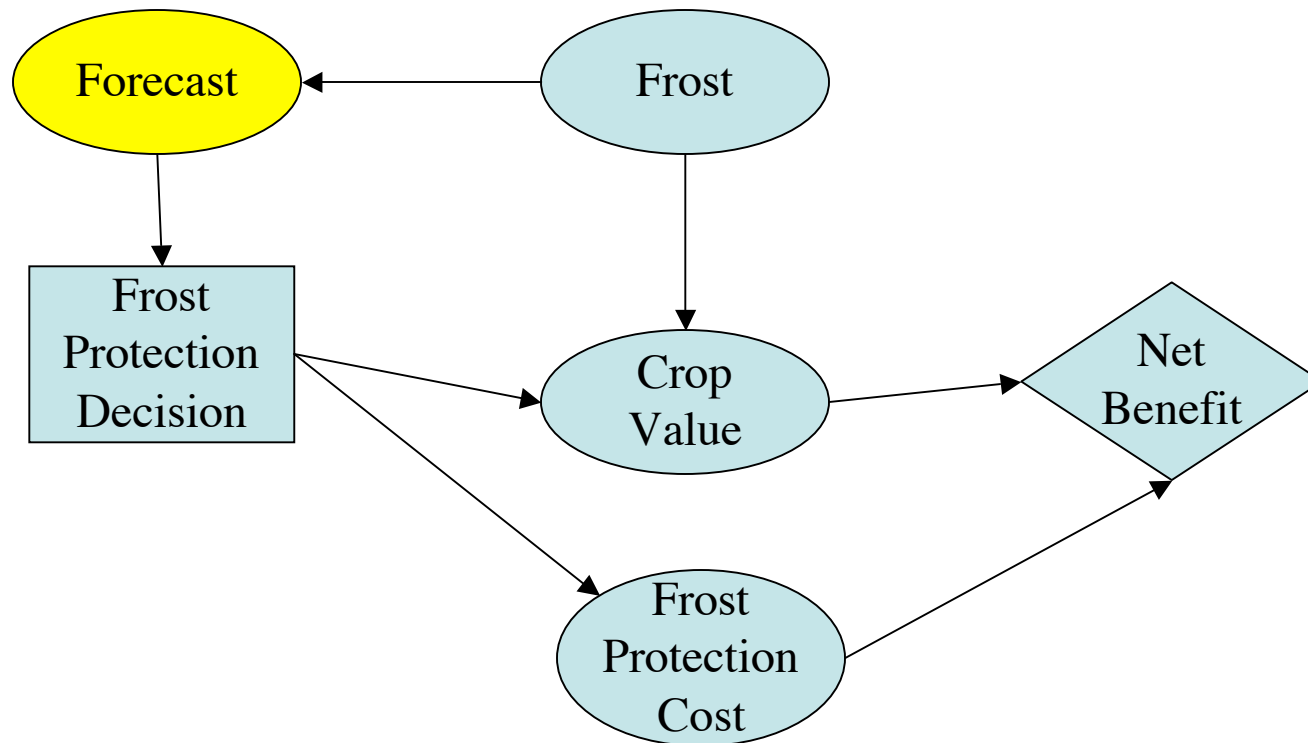 Forecast
Frost
Frost
Protection
Decision
Crop
Value
Net
Benefit
Frost
Protection
Cost